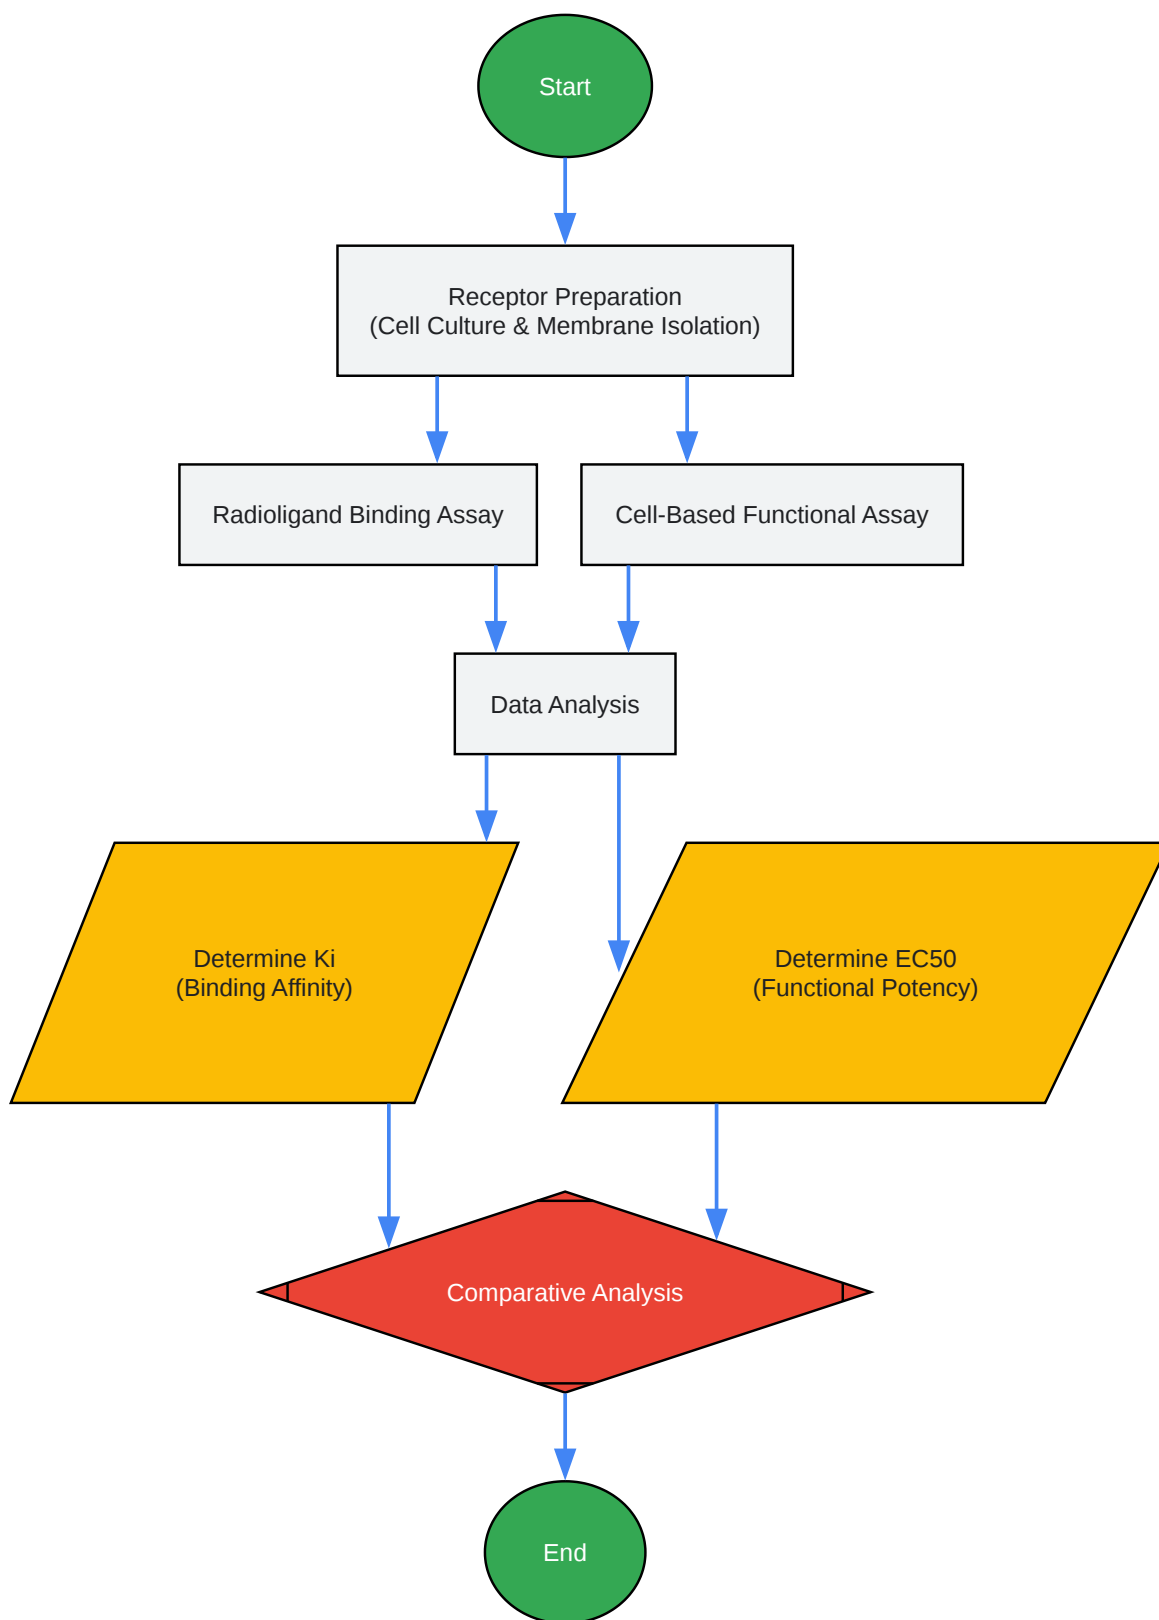 Start
Receptor Preparation
(Cell Culture & Membrane Isolation)
Radioligand Binding Assay
Cell-Based Functional Assay
Data Analysis
Determine Ki
(Binding Affinity)
Determine EC50
(Functional Potency)
Comparative Analysis
End